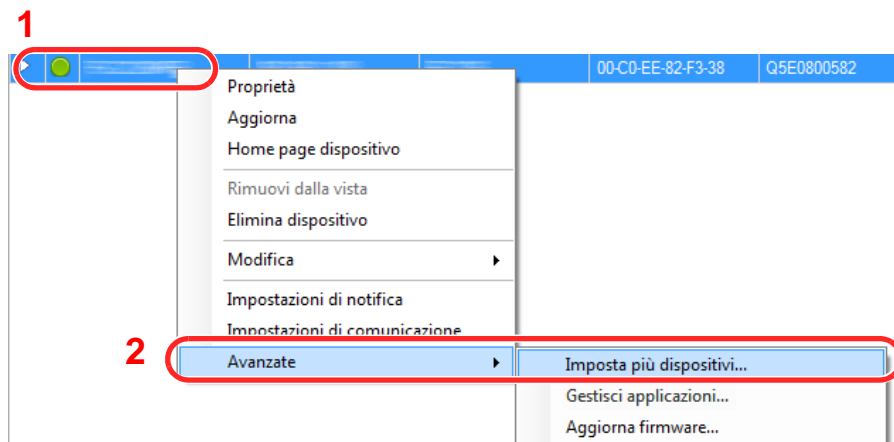 1
00-C0-EE-82-F3-38 Q5E0800582
Proprietà
Aggiorna
Home page dispositivo
Rimuovi dalla vista
Elimina dispositivo
Modifica
Impostazioni di notifica
Impostazioni di comunicazione
2
Avanzate
Imposta più dispositivi...
Gestisci applicazioni...
Aggiorna firmware...